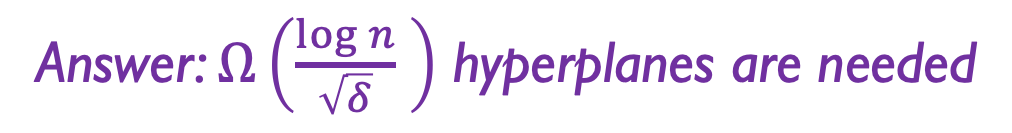 Answer: Ω(log n / √δ) hyperplanes are needed